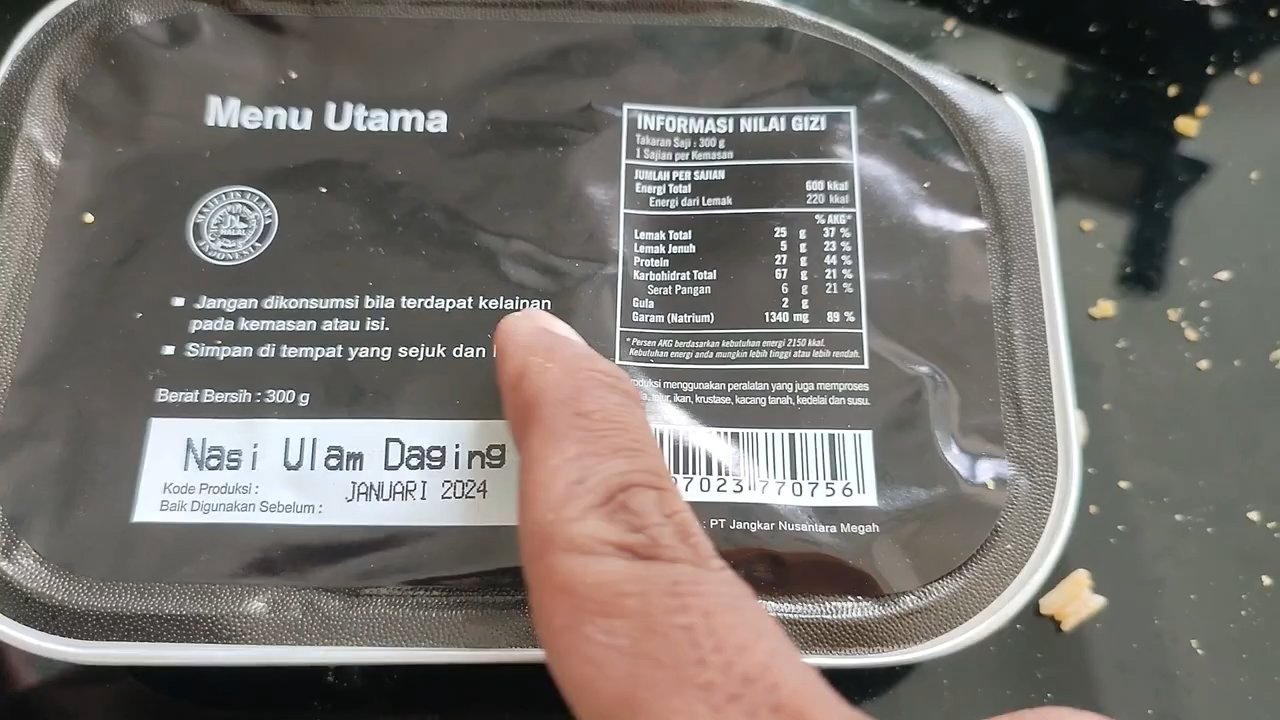 Menu Utama
MAJELIS ULAMA
HALAL
INDONESIA
Jangan dikonsumsi bila terdapat kelainan
pada kemasan atau isi.
Simpan di tempat yang sejuk dan
Berat Bersih : 300 g
Nasi Ulam Daging
Kode Produksi :
JANUARI 2024
Baik Digunakan Sebelum :
INFORMASI NILAI GIZI
Takaran Saji : 300 g
1 Sajian per Kemasan
JUMLAH PER SAJIAN
Energi Total 600 kkal
Energi dari Lemak 220 kkal
% AKG*
Lemak Total 25 g 37 %
Lemak Jenuh 5 g 23 %
Protein 27 g 44 %
Karbohidrat Total 67 g 21 %
Serat Pangan 6 g 21 %
Gula 2 g
Garam (Natrium) 1340 mg 89 %
* Persen AKG berdasarkan kebutuhan energi 2150 kkal.
Kebutuhan energi anda mungkin lebih tinggi atau lebih rendah.
menggunakan peralatan yang juga memproses
telur, ikan, krustase, kacang tanah, kedelai dan susu.
7023 770756
: PT Jangkar Nusantara Megah